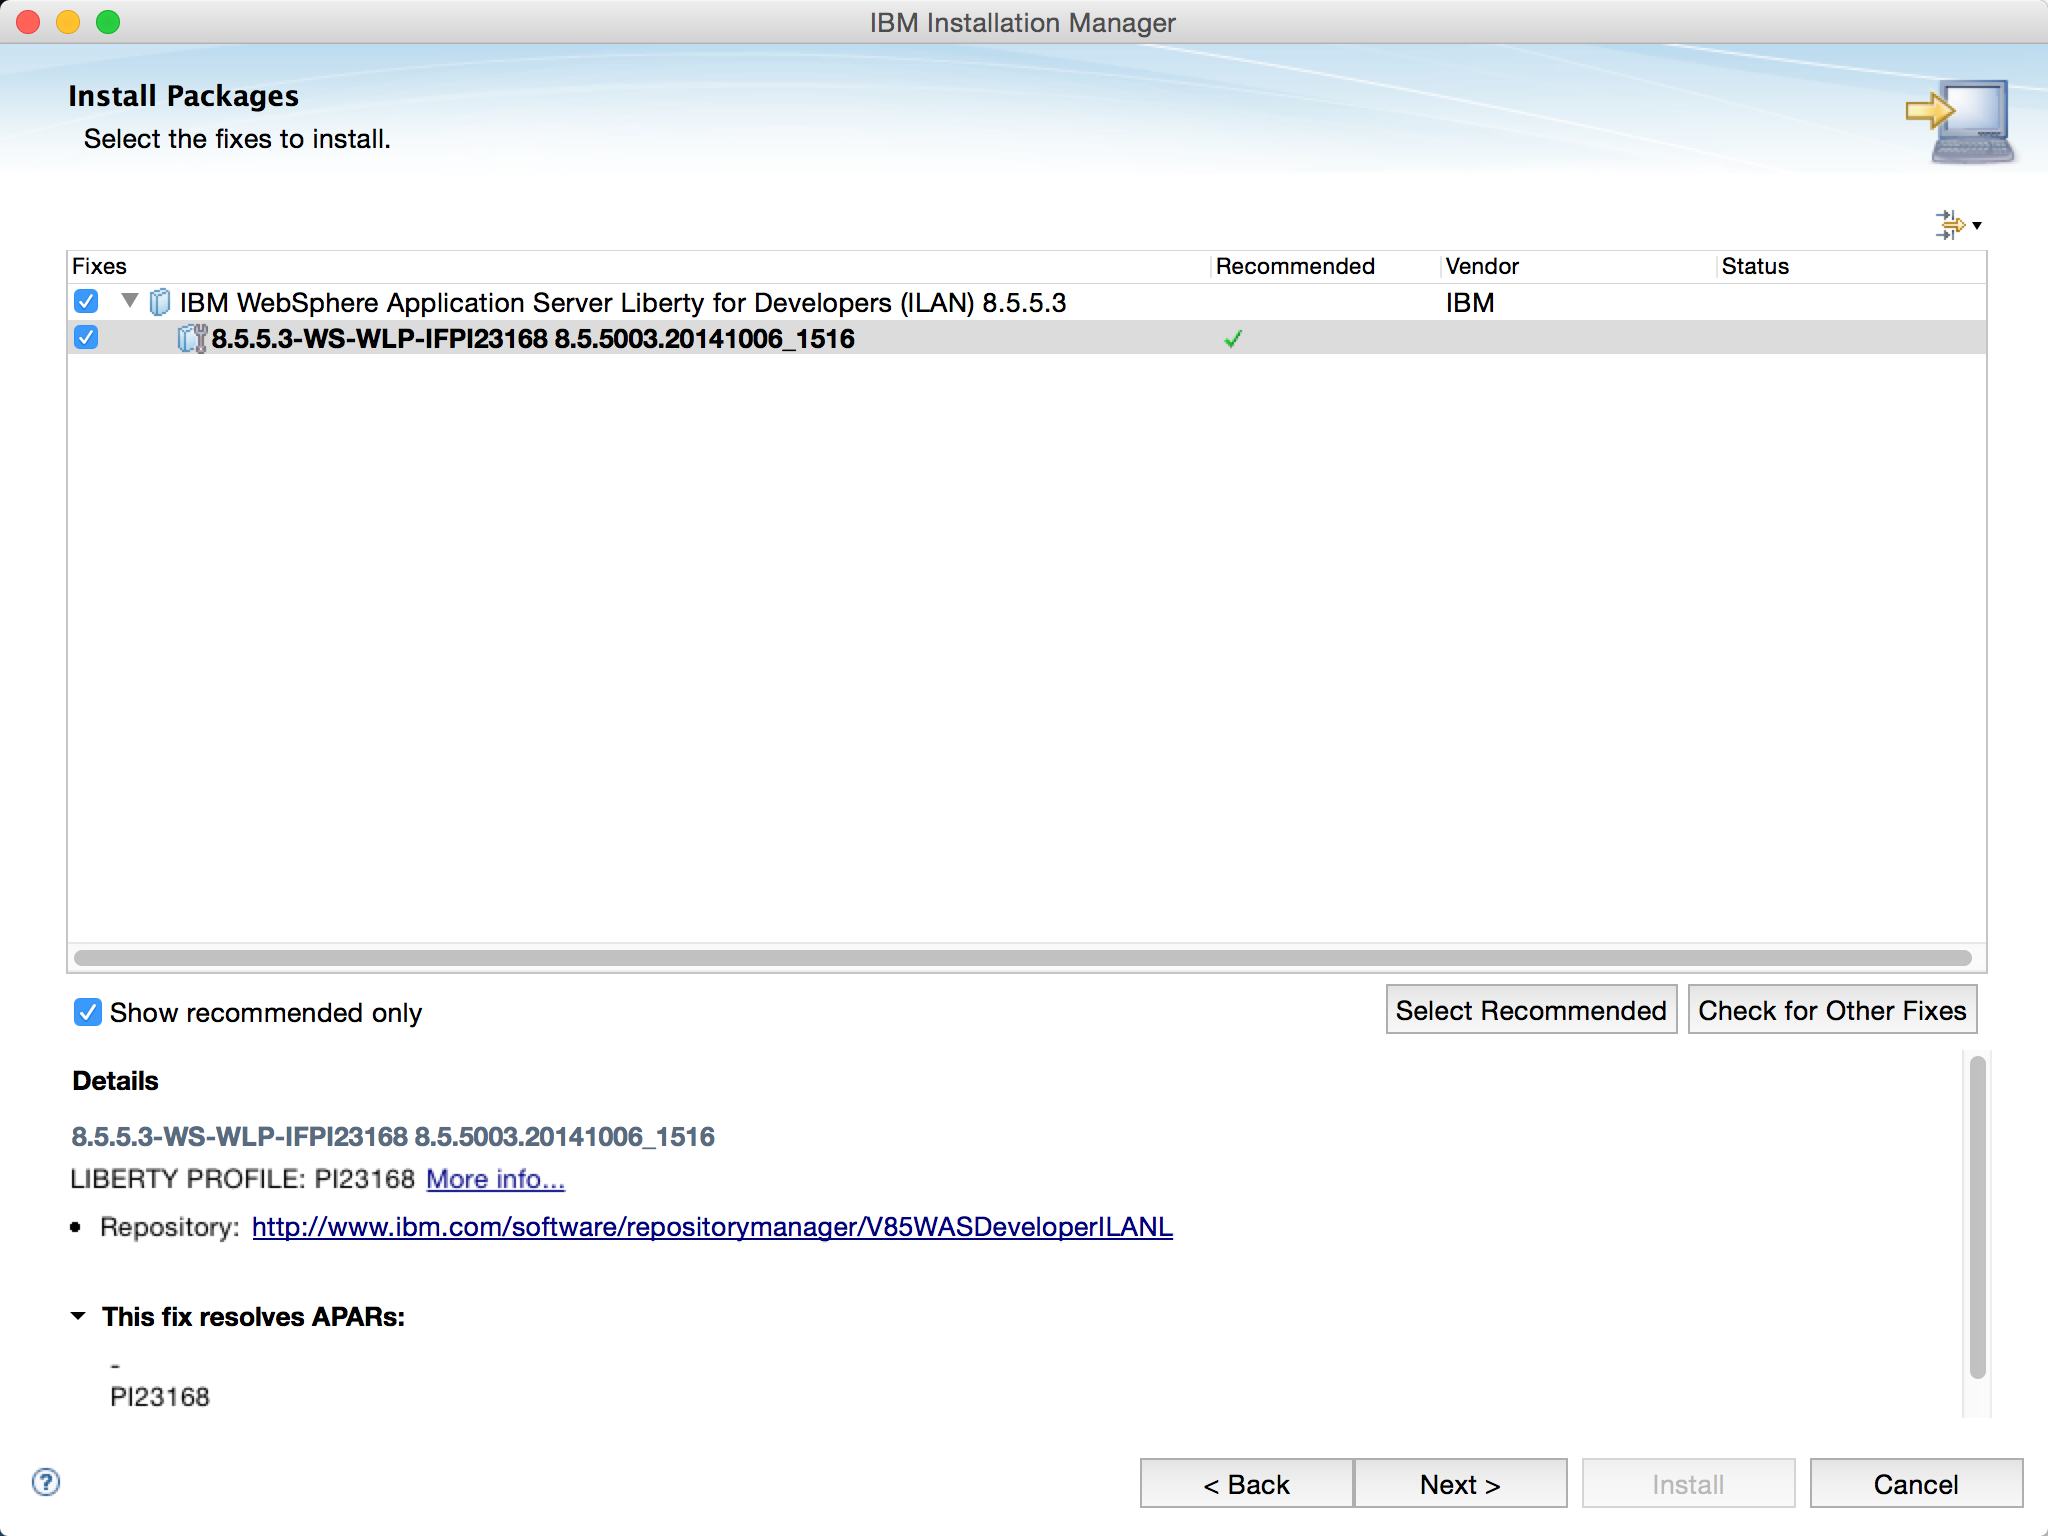 IBM Installation Manager
Install Packages
Select the fixes to install.
Fixes Recommended Vendor Status
IBM WebSphere Application Server Liberty for Developers (ILAN) 8.5.5.3 IBM
8.5.5.3-WS-WLP-IFPI23168 8.5.5003.20141006_1516
Show recommended only Select Recommended Check for Other Fixes
Details
8.5.5.3-WS-WLP-IFPI23168 8.5.5003.20141006_1516
LIBERTY PROFILE: PI23168 More info...
• Repository: http://www.ibm.com/software/repositorymanager/V85WASDeveloperILANL
This fix resolves APARs:
-
PI23168
? < Back Next > Install Cancel